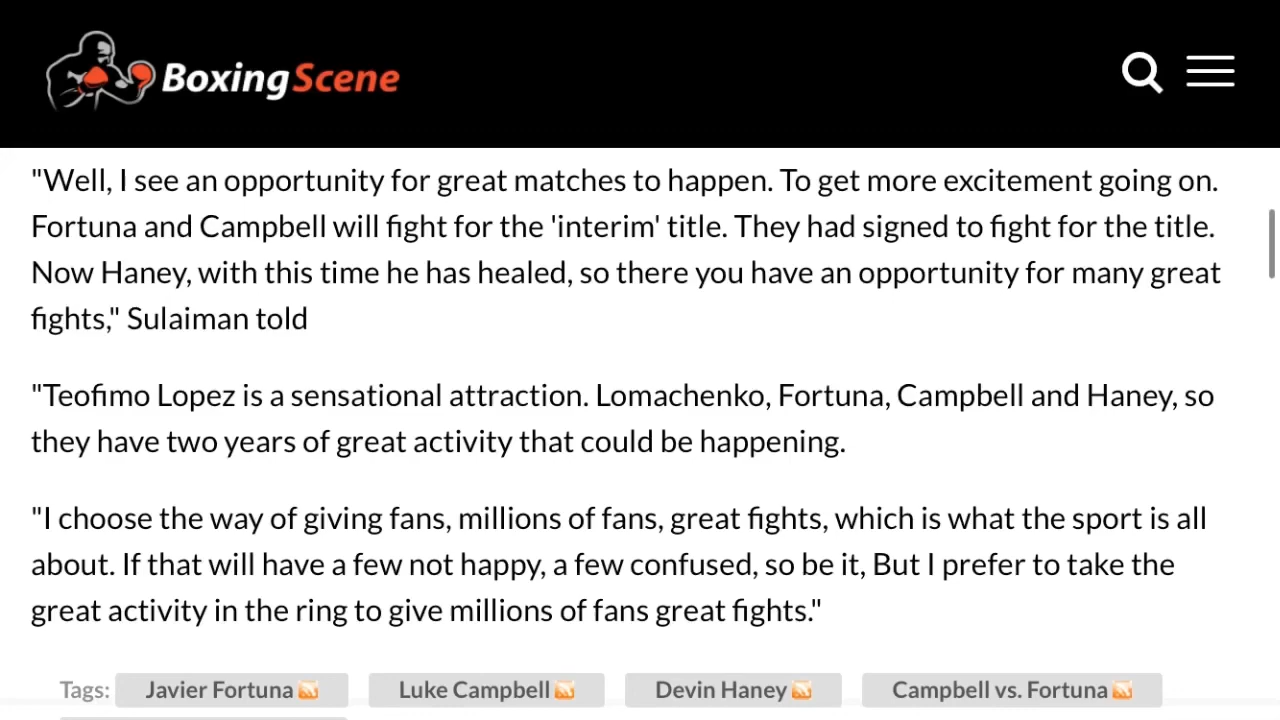 BoxingScene
"Well, I see an opportunity for great matches to happen. To get more excitement going on.
Fortuna and Campbell will fight for the 'interim' title. They had signed to fight for the title.
Now Haney, with this time he has healed, so there you have an opportunity for many great
fights," Sulaiman told
"Teofimo Lopez is a sensational attraction. Lomachenko, Fortuna, Campbell and Haney, so
they have two years of great activity that could be happening.
"I choose the way of giving fans, millions of fans, great fights, which is what the sport is all
about. If that will have a few not happy, a few confused, so be it, But I prefer to take the
great activity in the ring to give millions of fans great fights."
Tags: Javier Fortuna Luke Campbell Devin Haney Campbell vs. Fortuna